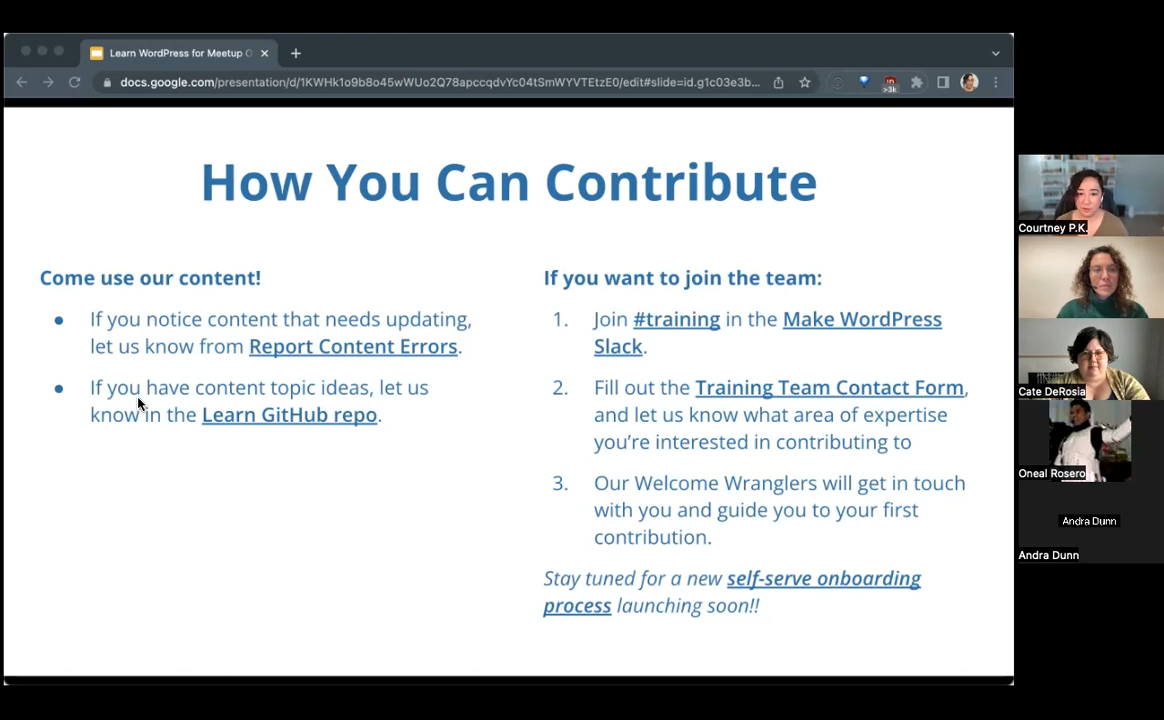 Learn WordPress for Meetup O
docs.google.com/presentation/d/1KWHk1o9b8o45wWUo2Q78apccqdvYc04tSmWYVTEtzE0/edit#slide=id.g1c03e3b...
>3k
How You Can Contribute
Come use our content!
• If you notice content that needs updating,
let us know from Report Content Errors.
• If you have content topic ideas, let us
know in the Learn GitHub repo.
If you want to join the team:
1. Join #training in the Make WordPress
Slack.
2. Fill out the Training Team Contact Form,
and let us know what area of expertise
you’re interested in contributing to
3. Our Welcome Wranglers will get in touch
with you and guide you to your first
contribution.
Stay tuned for a new self-serve onboarding
process launching soon!!
Courtney P.K.
Cate DeRosia
Oneal Rosero
Andra Dunn
Andra Dunn